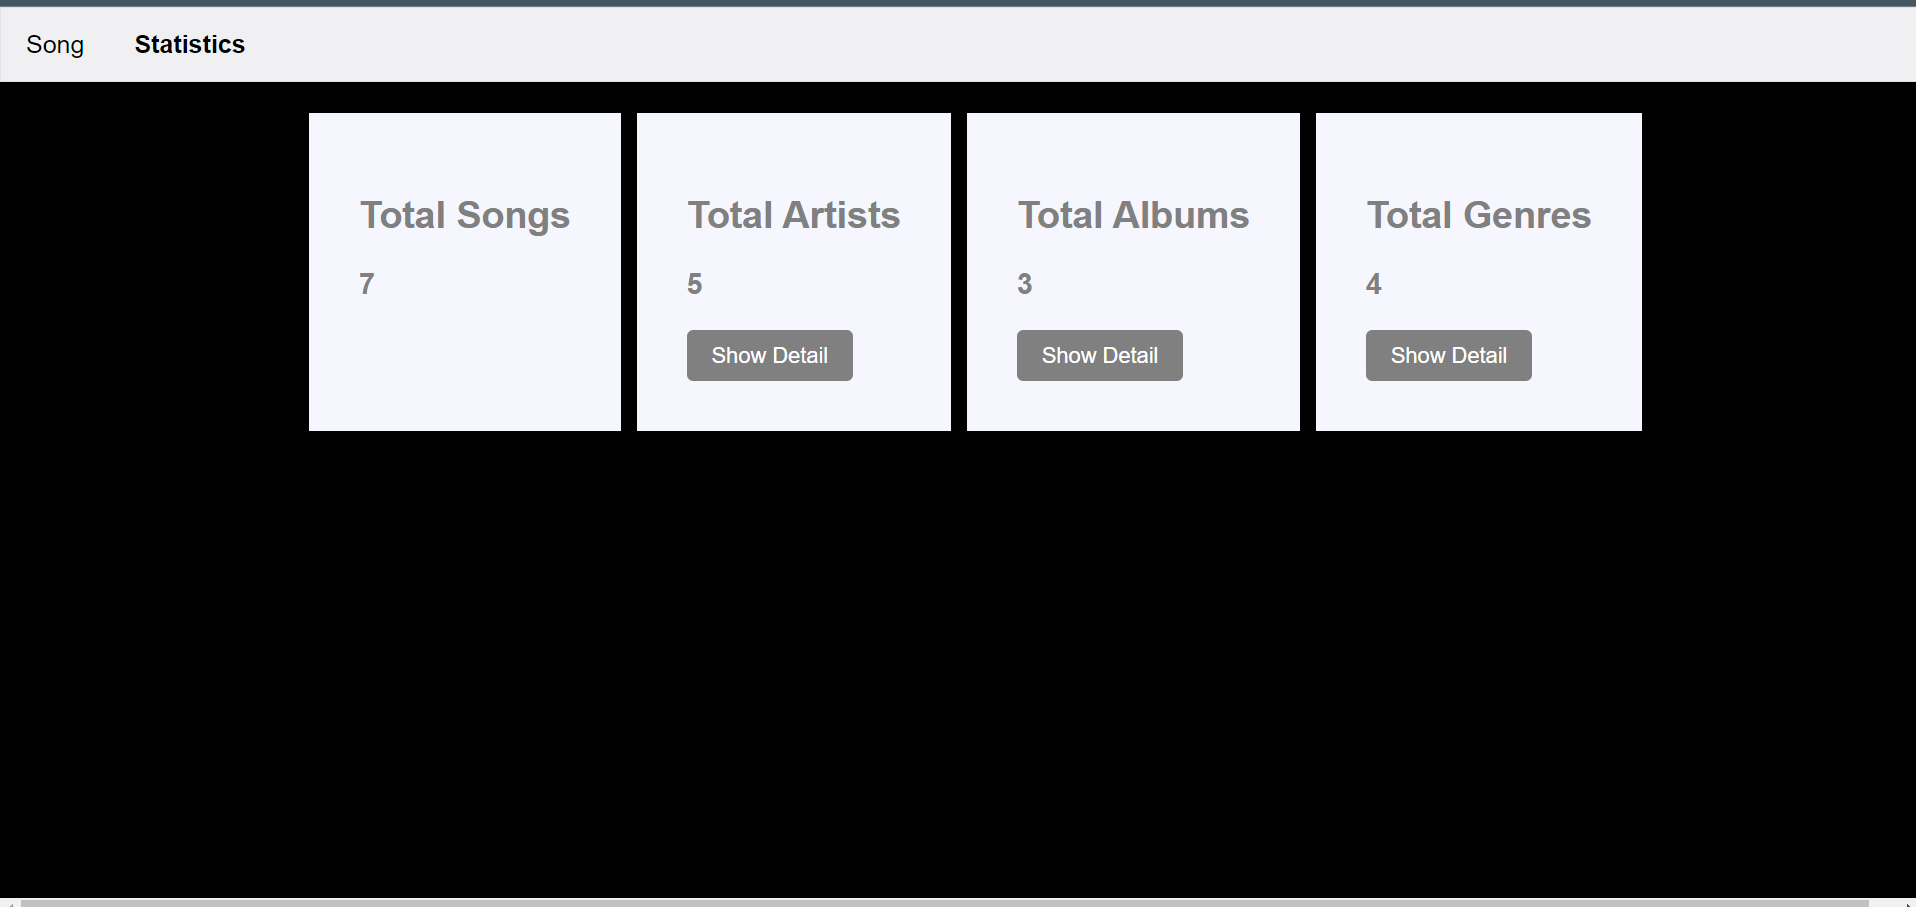 Song Statistics
Total Songs
7
Total Artists
5
Show Detail
Total Albums
3
Show Detail
Total Genres
4
Show Detail